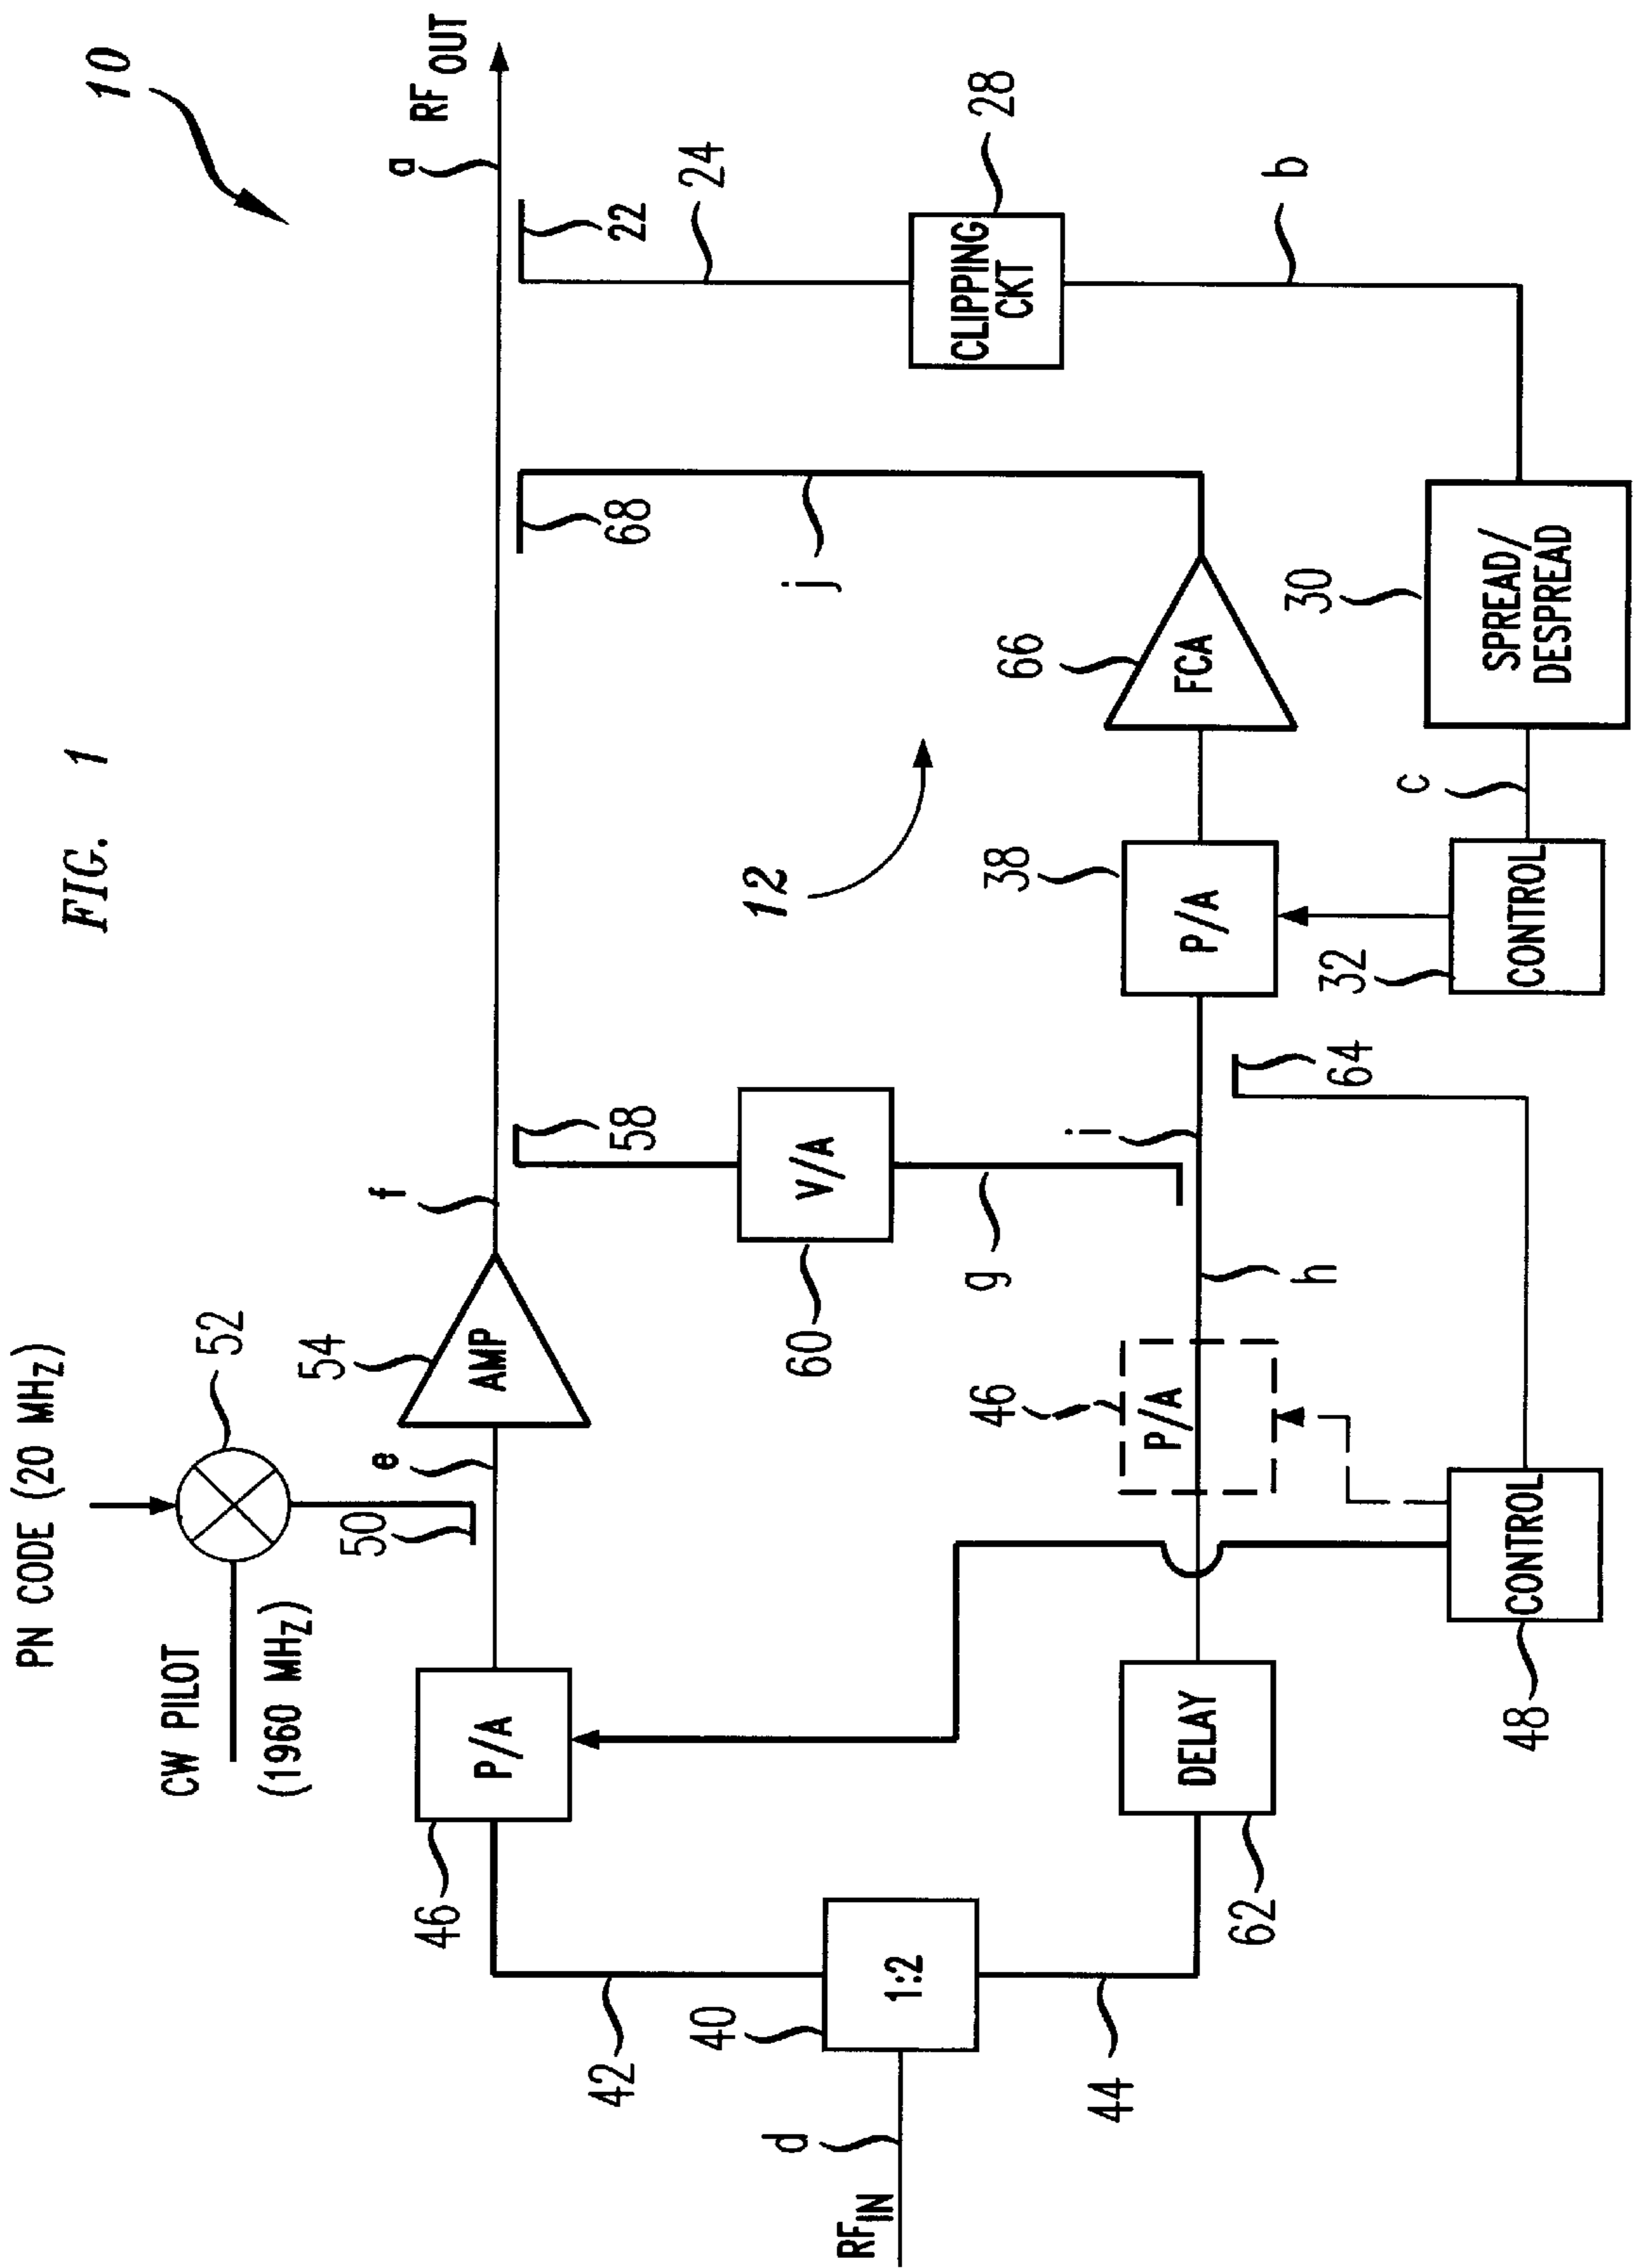 FIG. 1
10
PN CODE (20 MHz)
CW PILOT
(1960 MHz)
52
50
46
P/A
e
54
AMP
f
58
68
22
a
RF OUT
42
V/A
60
g
j
24
CLIPPING
CKT
28
b
12
RF IN
d
40
1:2
44
DELAY
62
46
P/A
h
i
38
P/A
66
FCA
64
48
CONTROL
32
CONTROL
c
30
SPREAD/
DESPREAD